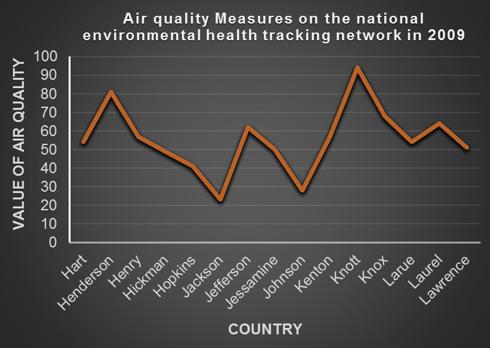 Air quality Measures on the national
environmental health tracking network in 2009
VALUE OF AIR QUALITY
100
90
80
70
60
50
40
30
20
10
0
Hart
Henderson
Henry
Hickman
Hopkins
Jackson
Jefferson
Jessamine
Johnson
Kenton
Knott
Knox
Larue
Laurel
Lawrence
COUNTRY